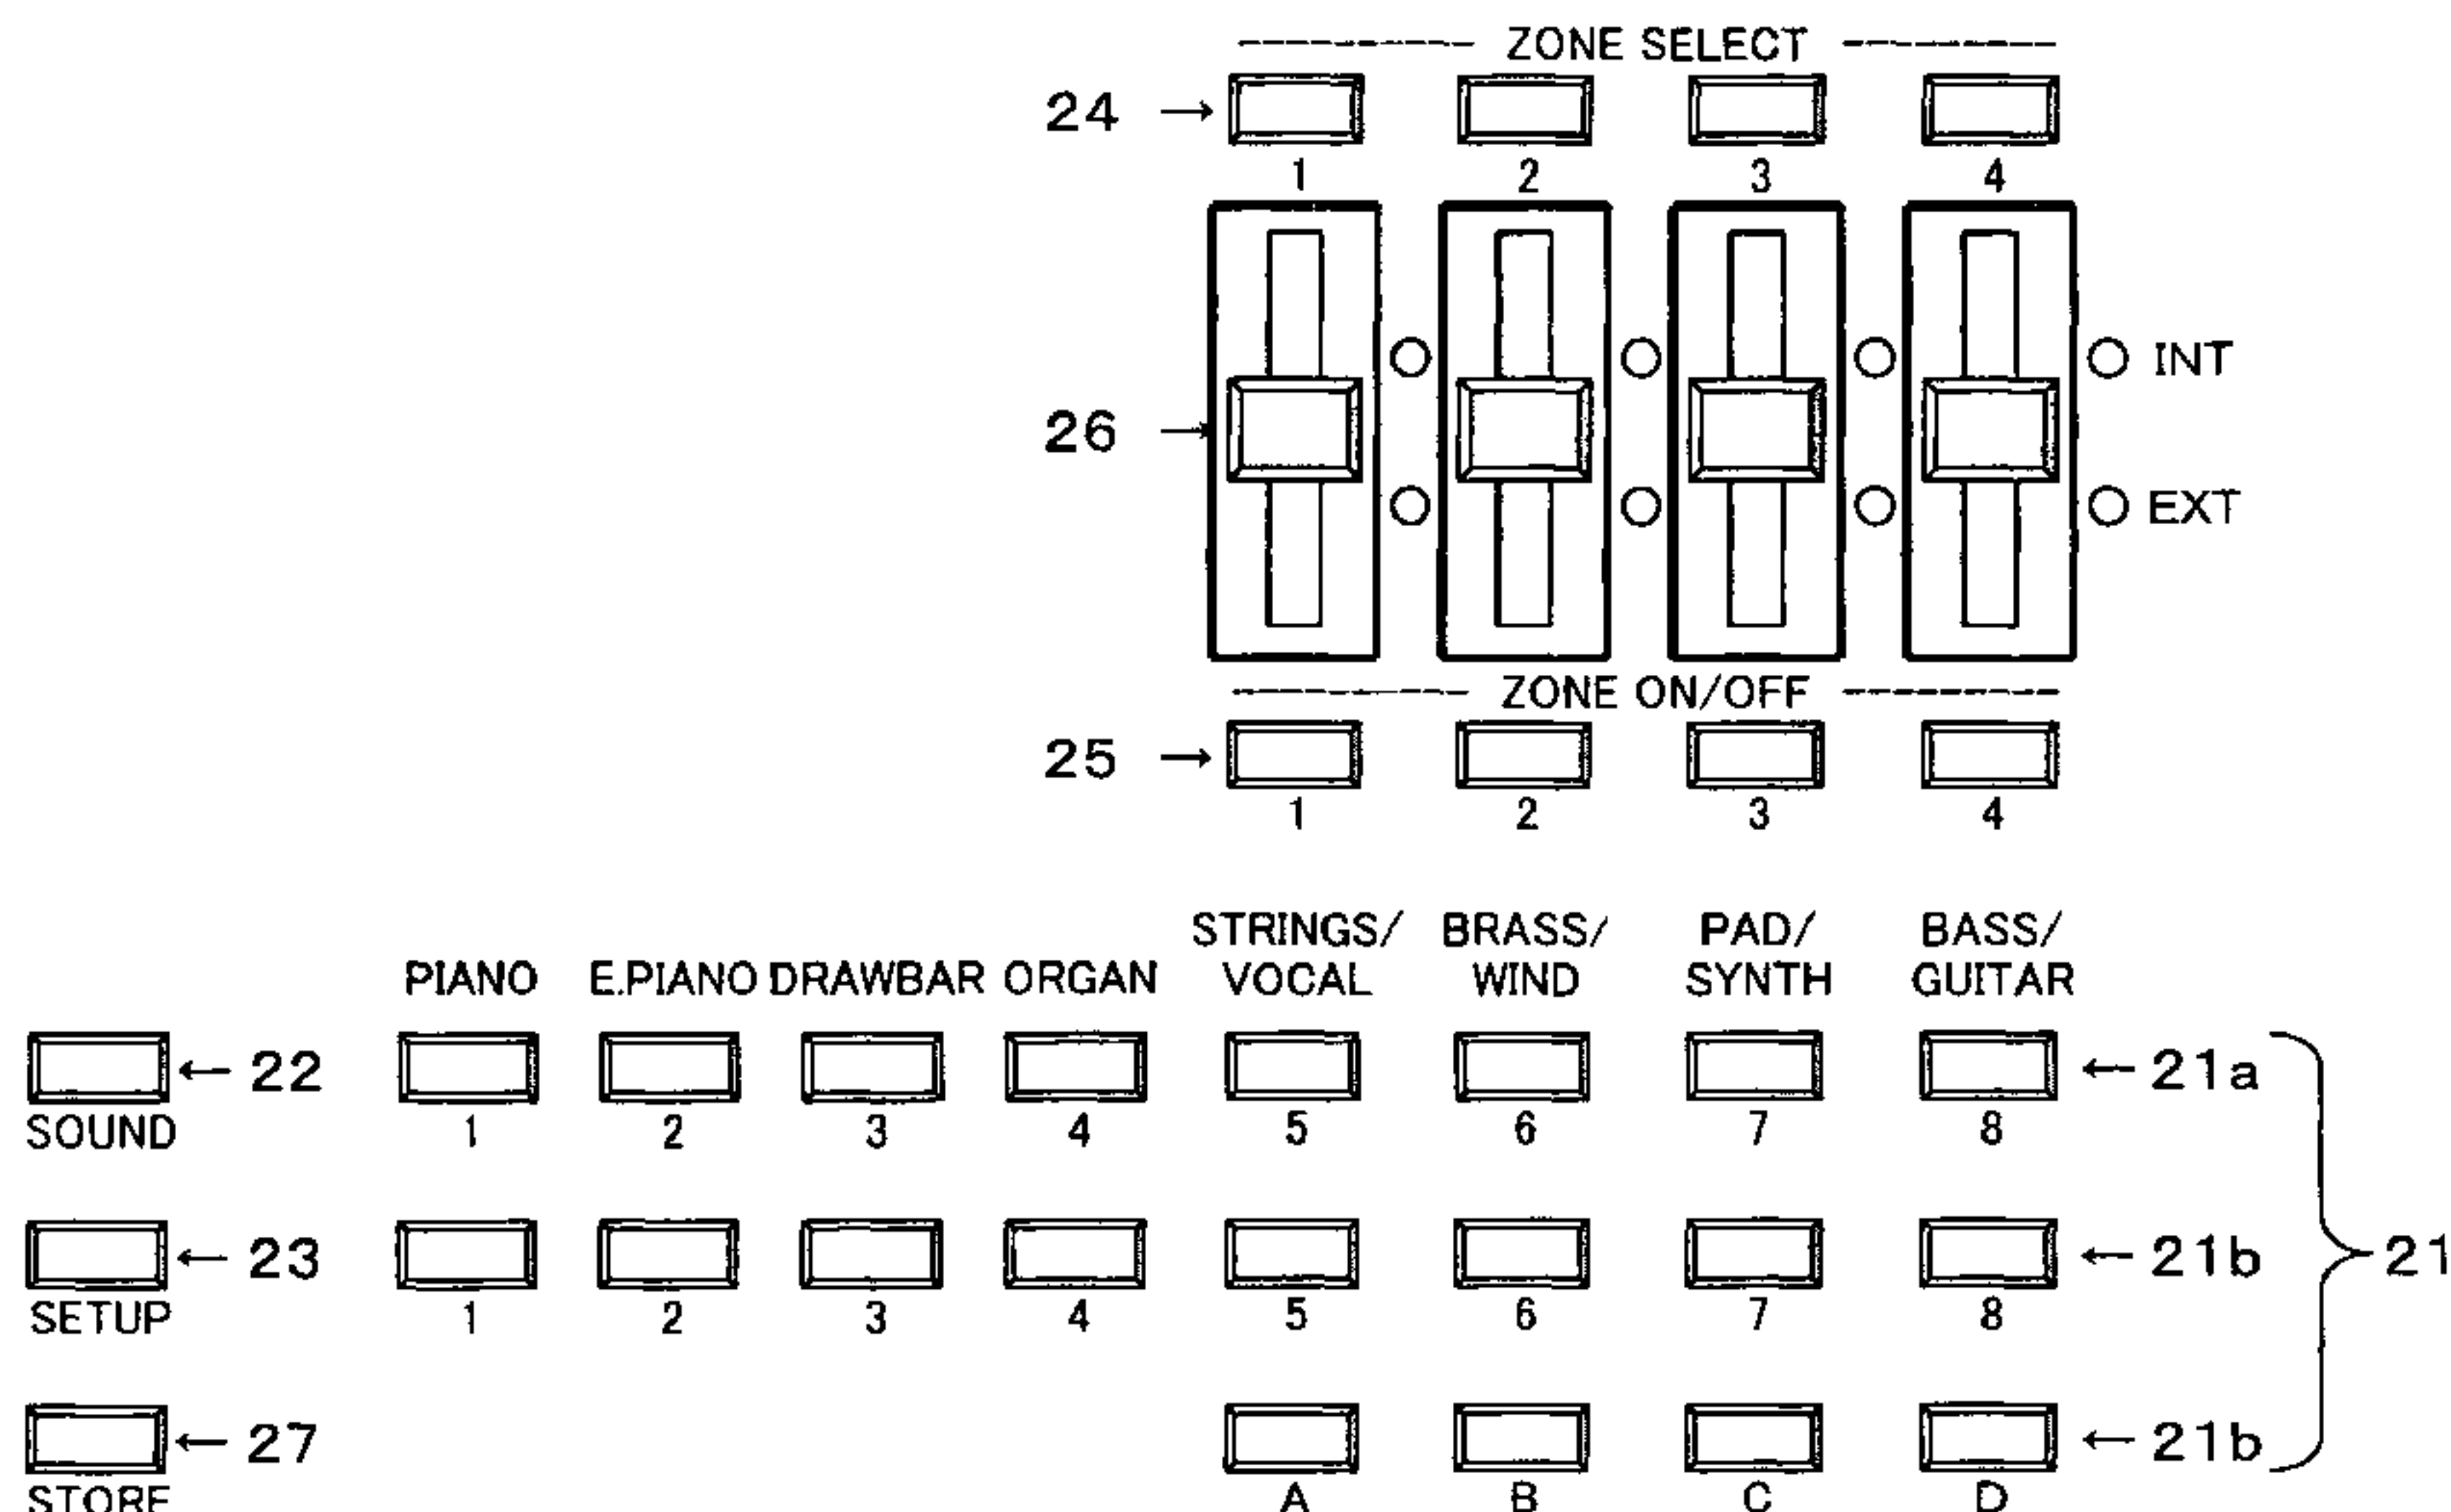 ZONE SELECT
24
1 2 3 4
INT
26
EXT
ZONE ON/OFF
25
1 2 3 4
STRINGS/ BRASS/ PAD/ BASS/
PIANO E.PIANO DRAWBAR ORGAN VOCAL WIND SYNTH GUITAR
22 21a
SOUND 1 2 3 4 5 6 7 8
23 21b 21
SETUP 1 2 3 4 5 6 7 8
27 21b
STORE A B C D